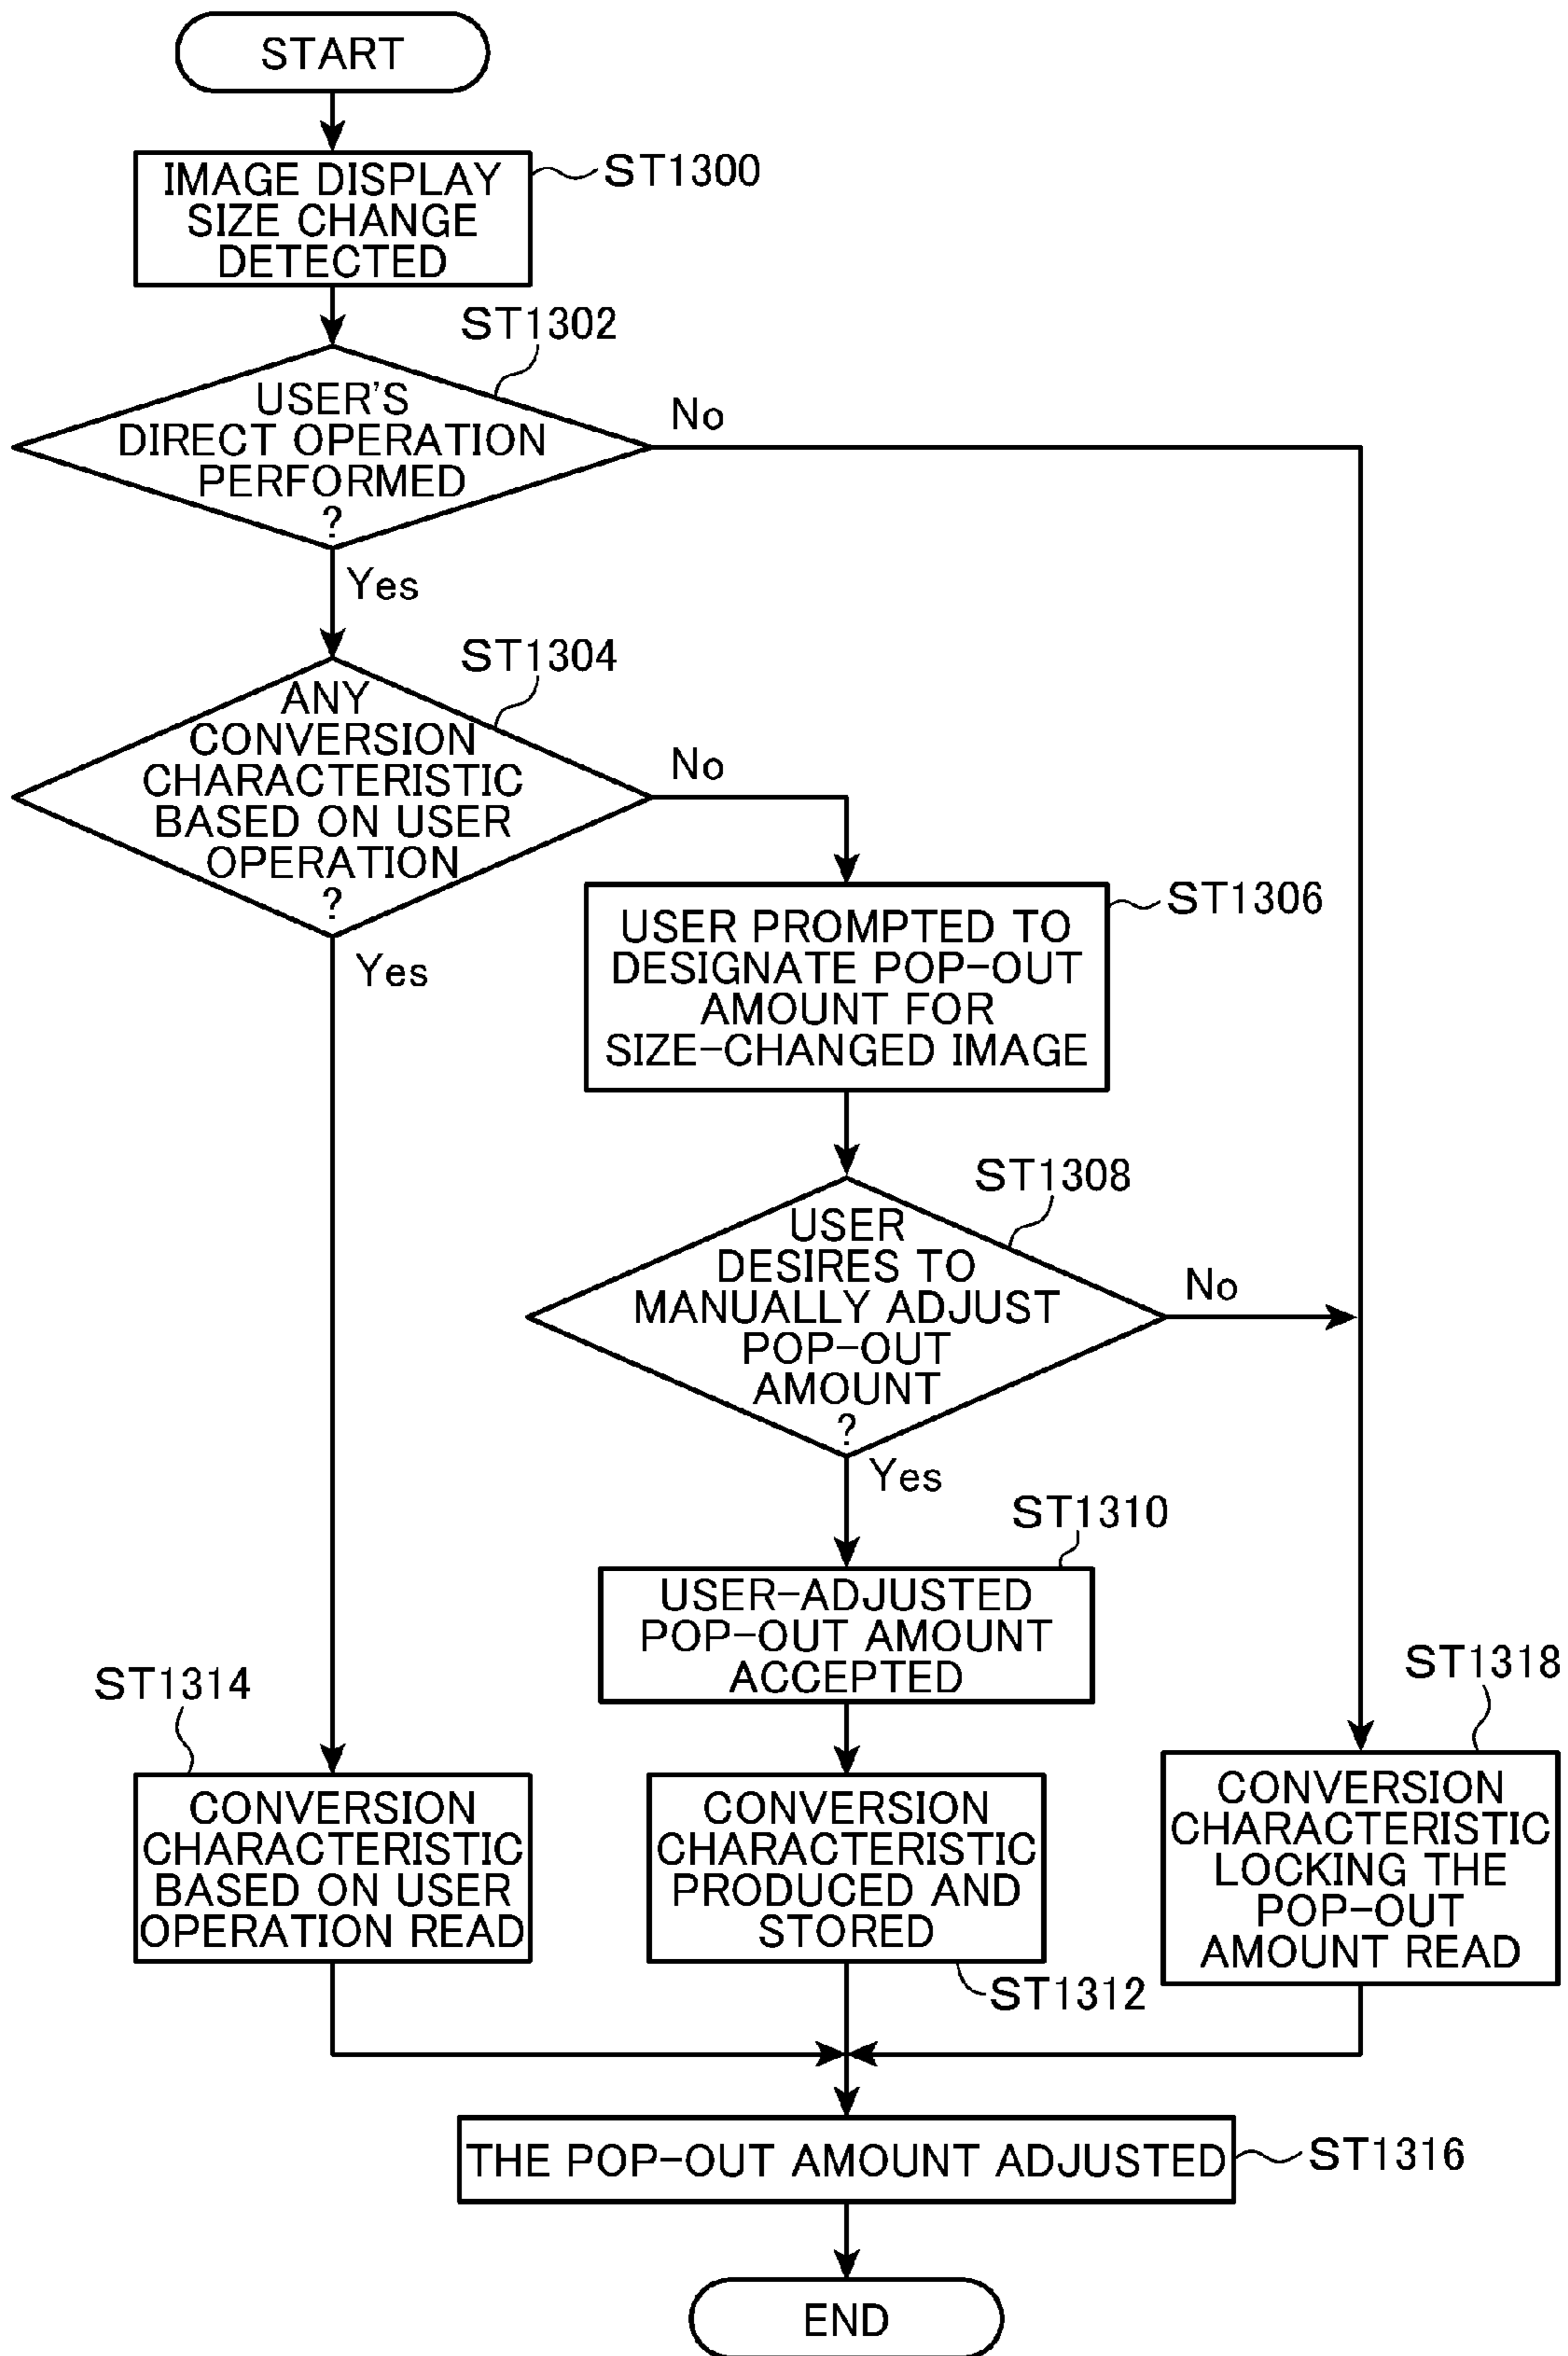 START
IMAGE DISPLAY
SIZE CHANGE
DETECTED
ST1300
ST1302
USER'S
DIRECT OPERATION
PERFORMED
?
No
Yes
ST1304
ANY
CONVERSION
CHARACTERISTIC
BASED ON USER
OPERATION
?
No
Yes
ST1306
USER PROMPTED TO
DESIGNATE POP-OUT
AMOUNT FOR
SIZE-CHANGED IMAGE
ST1308
USER
DESIRES TO
MANUALLY ADJUST
POP-OUT
AMOUNT
?
No
Yes
ST1310
USER-ADJUSTED
POP-OUT AMOUNT
ACCEPTED
ST1314
CONVERSION
CHARACTERISTIC
BASED ON USER
OPERATION READ
CONVERSION
CHARACTERISTIC
PRODUCED AND
STORED
ST1312
ST1318
CONVERSION
CHARACTERISTIC
LOCKING THE
POP-OUT
AMOUNT READ
THE POP-OUT AMOUNT ADJUSTED
ST1316
END